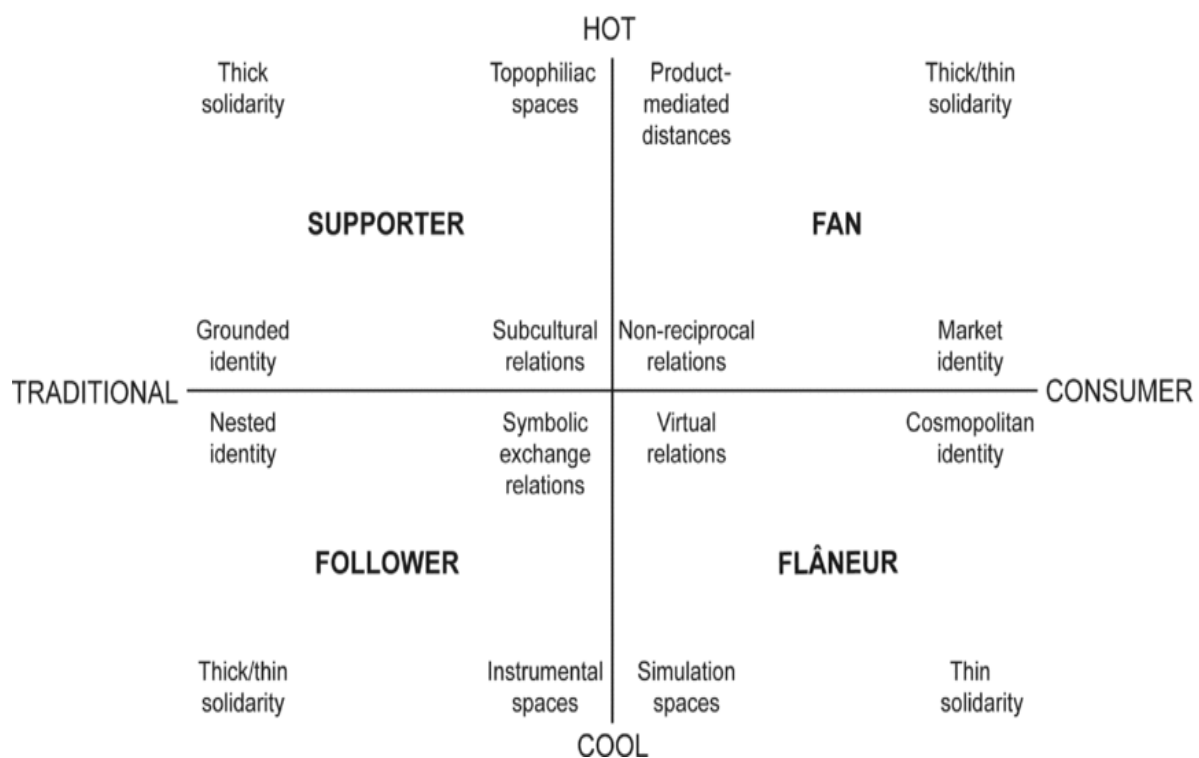 HOT
Thick
solidarity
Topophiliac
spaces
Product-
mediated
distances
Thick/thin
solidarity
SUPPORTER
FAN
Grounded
identity
Subcultural
relations
Non-reciprocal
relations
Market
identity
TRADITIONAL
CONSUMER
Nested
identity
Symbolic
exchange
relations
Virtual
relations
Cosmopolitan
identity
FOLLOWER
FLÂNEUR
Thick/thin
solidarity
Instrumental
spaces
Simulation
spaces
Thin
solidarity
COOL